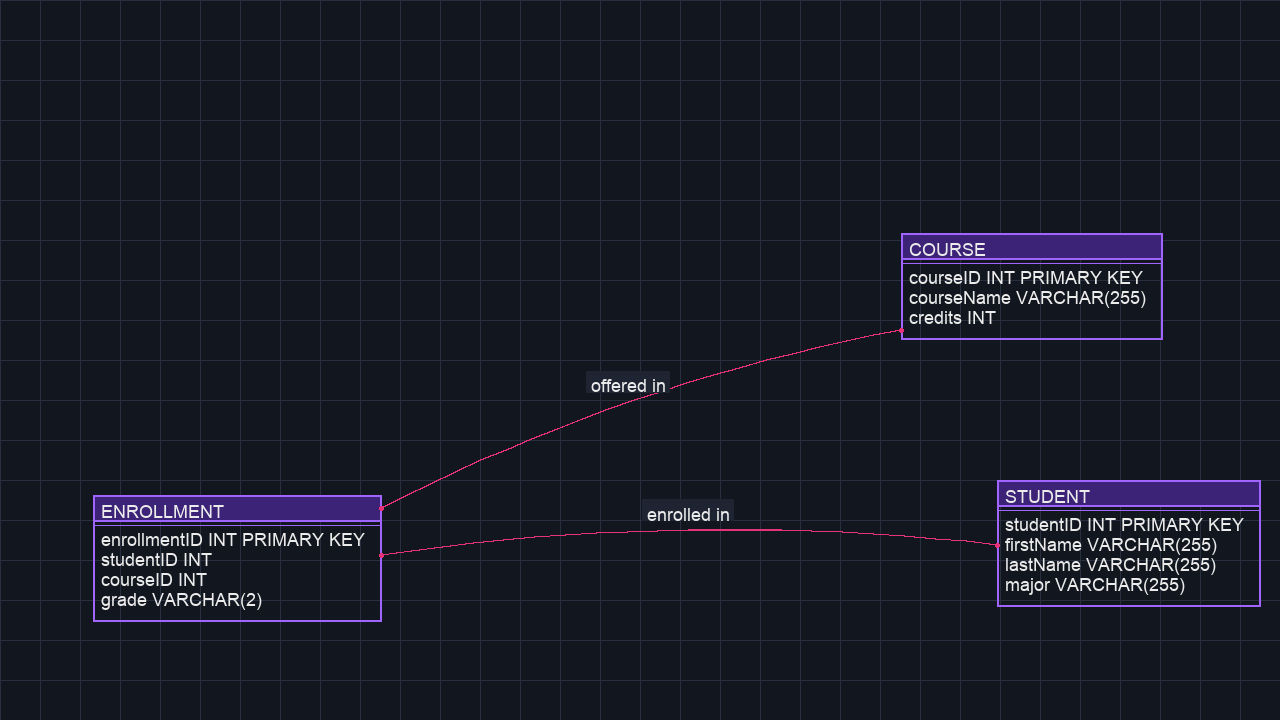 COURSE
courseID INT PRIMARY KEY
courseName VARCHAR(255)
credits INT
offered in
enrolled in
ENROLLMENT
enrollmentID INT PRIMARY KEY
studentID INT
courseID INT
grade VARCHAR(2)
STUDENT
studentID INT PRIMARY KEY
firstName VARCHAR(255)
lastName VARCHAR(255)
major VARCHAR(255)